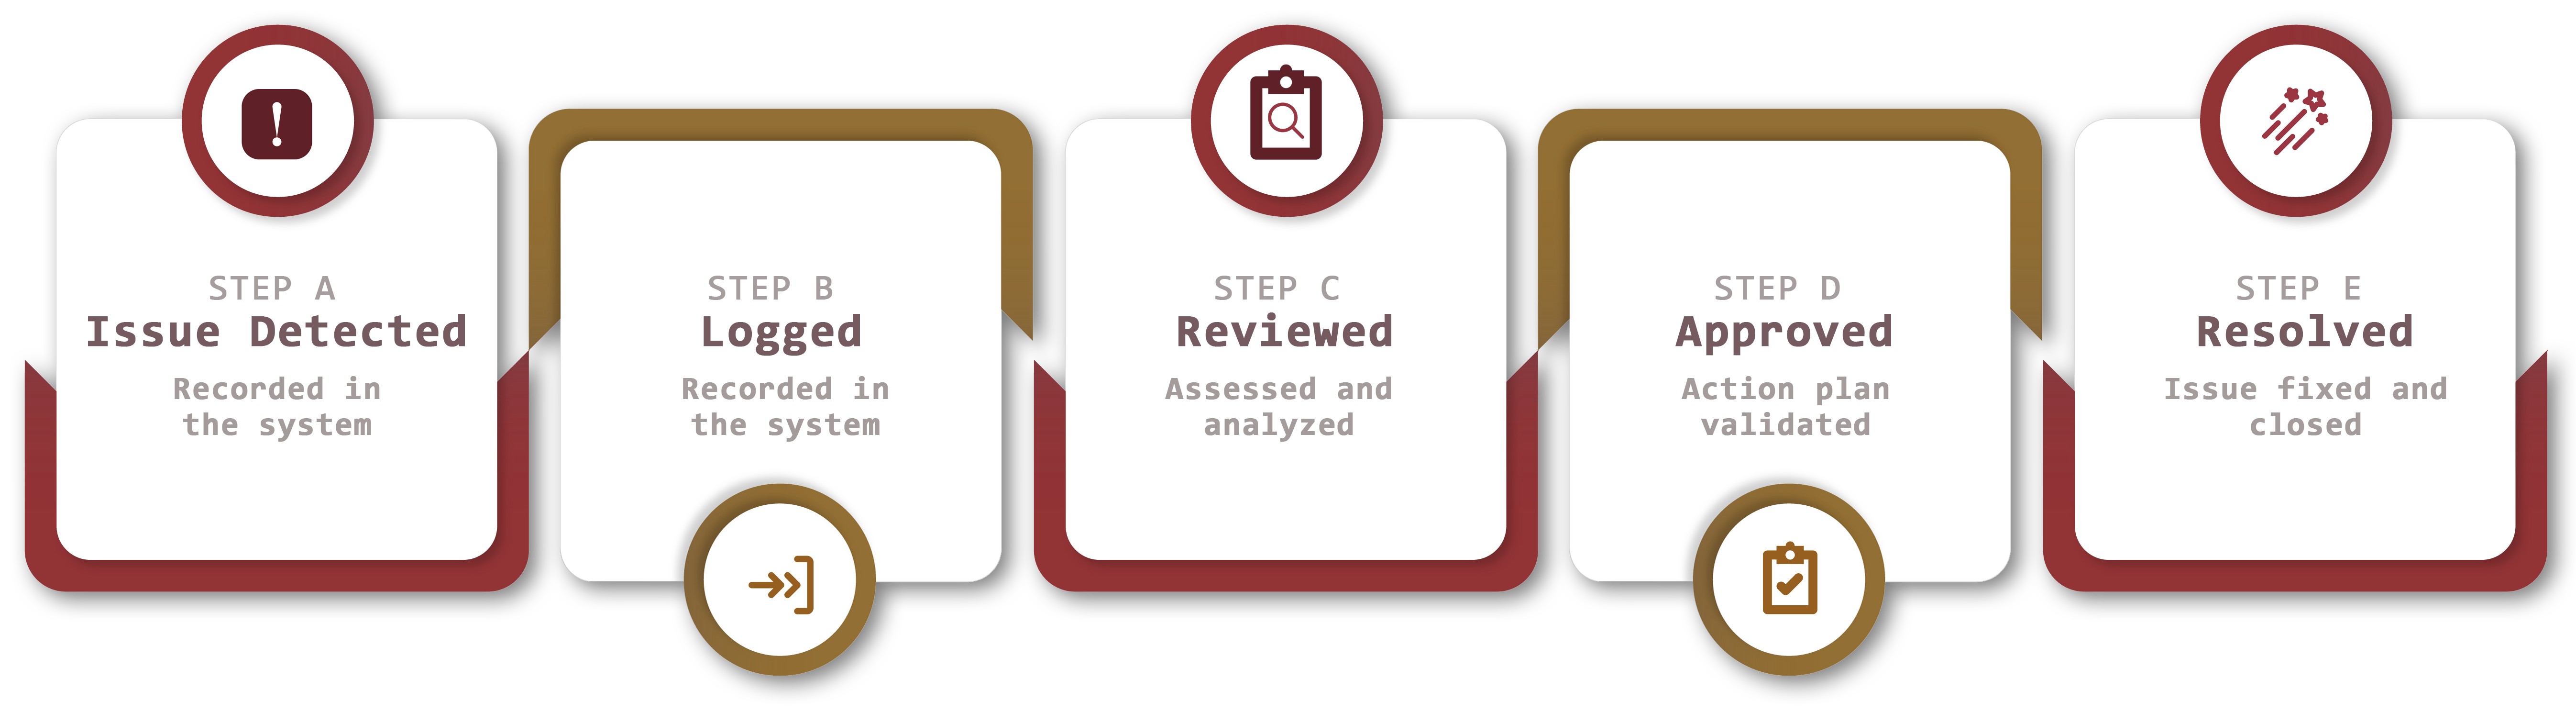 STEP A
Issue Detected
Recorded in
the system
STEP B
Logged
Recorded in
the system
STEP C
Reviewed
Assessed and
analyzed
STEP D
Approved
Action plan
validated
STEP E
Resolved
Issue fixed and
closed